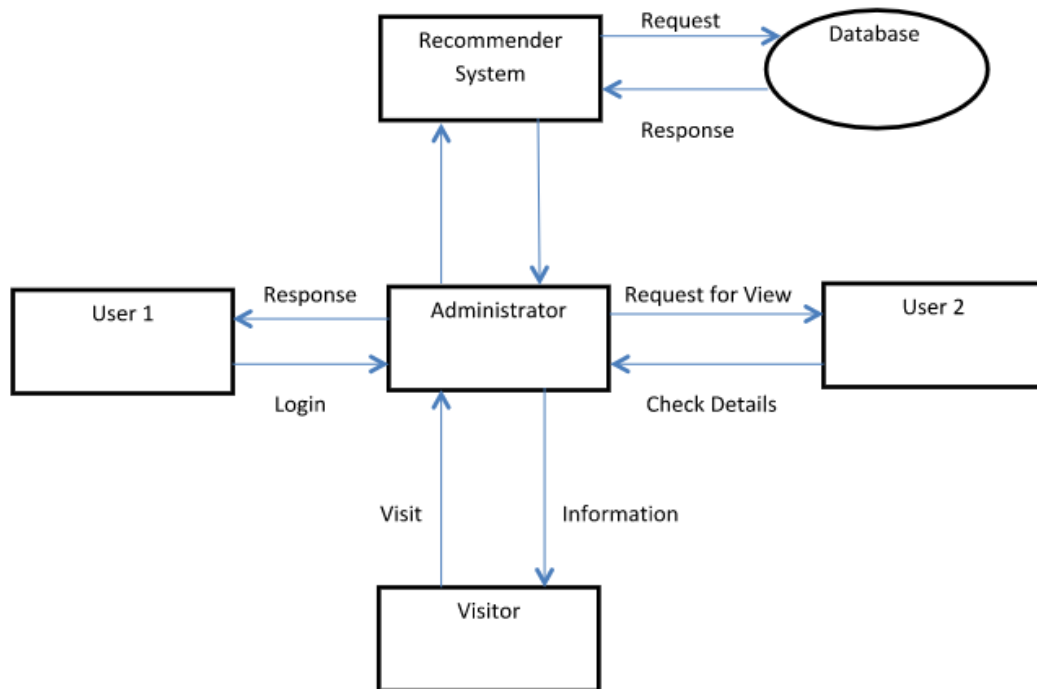 Recommender
System
Request
Database
Response
User 1
Response
Administrator
Request for View
User 2
Login
Check Details
Visit
Information
Visitor